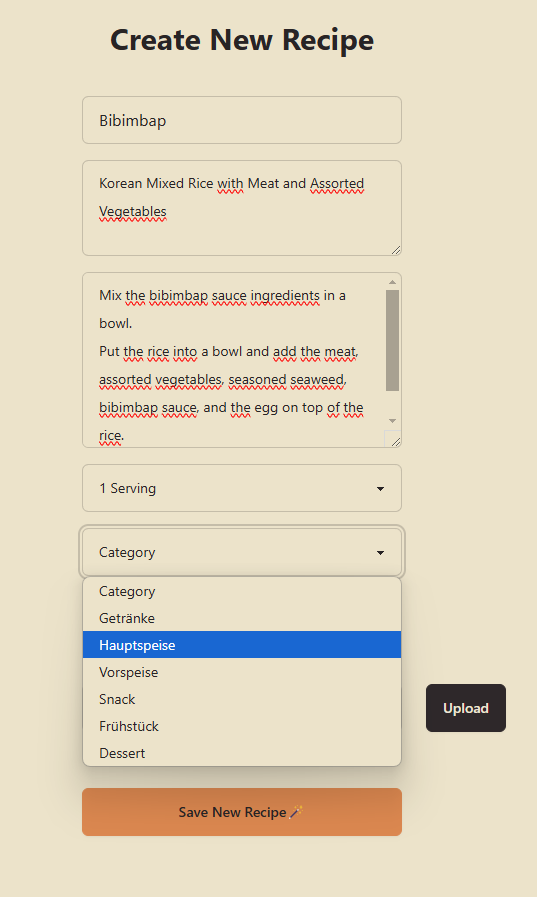 Create New Recipe
Bibimbap
Korean Mixed Rice with Meat and Assorted
Vegetables
Mix the bibimbap sauce ingredients in a
bowl.
Put the rice into a bowl and add the meat,
assorted vegetables, seasoned seaweed,
bibimbap sauce, and the egg on top of the
rice.
1 Serving
Category
Category
Getränke
Hauptspeise
Vorspeise
Snack
Frühstück
Dessert
Upload
Save New Recipe🪄